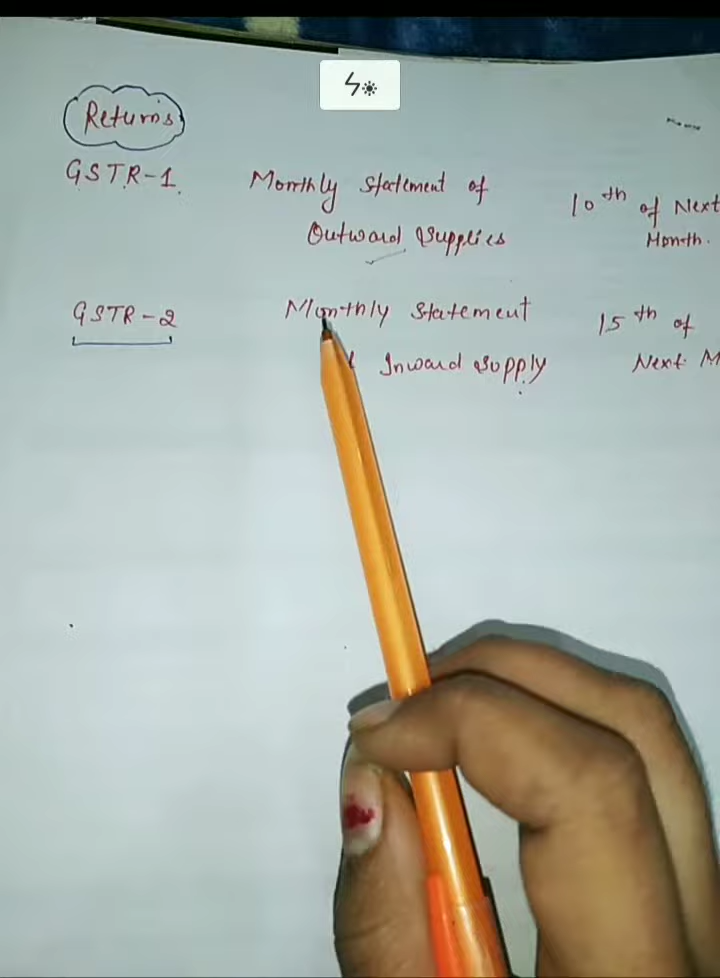 Returns
GSTR-1. Monthly Statement of 10th of Next
Outward Supplies Month.
GSTR-2 Monthly Statement 15th of
Inward Supply Next